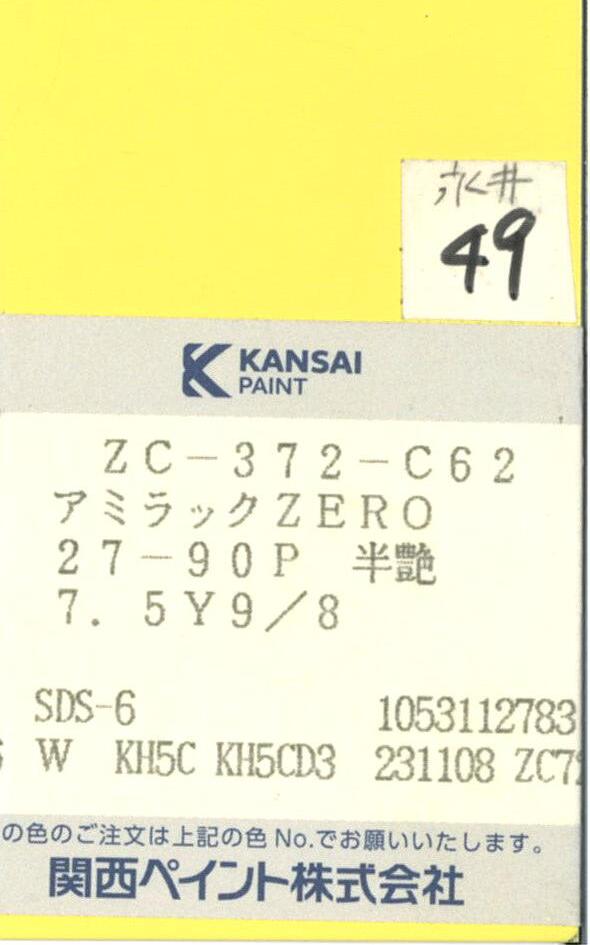 永井
49
KANSAI
PAINT
ZC-372-C62
アミラックZERO
27-90P 半艶
7.5Y9/8
SDS-6 1053112783
W KH5C KH5CD3 231108 ZC7
の色のご注文は上記の色No.でお願いいたします。
関西ペイント株式会社